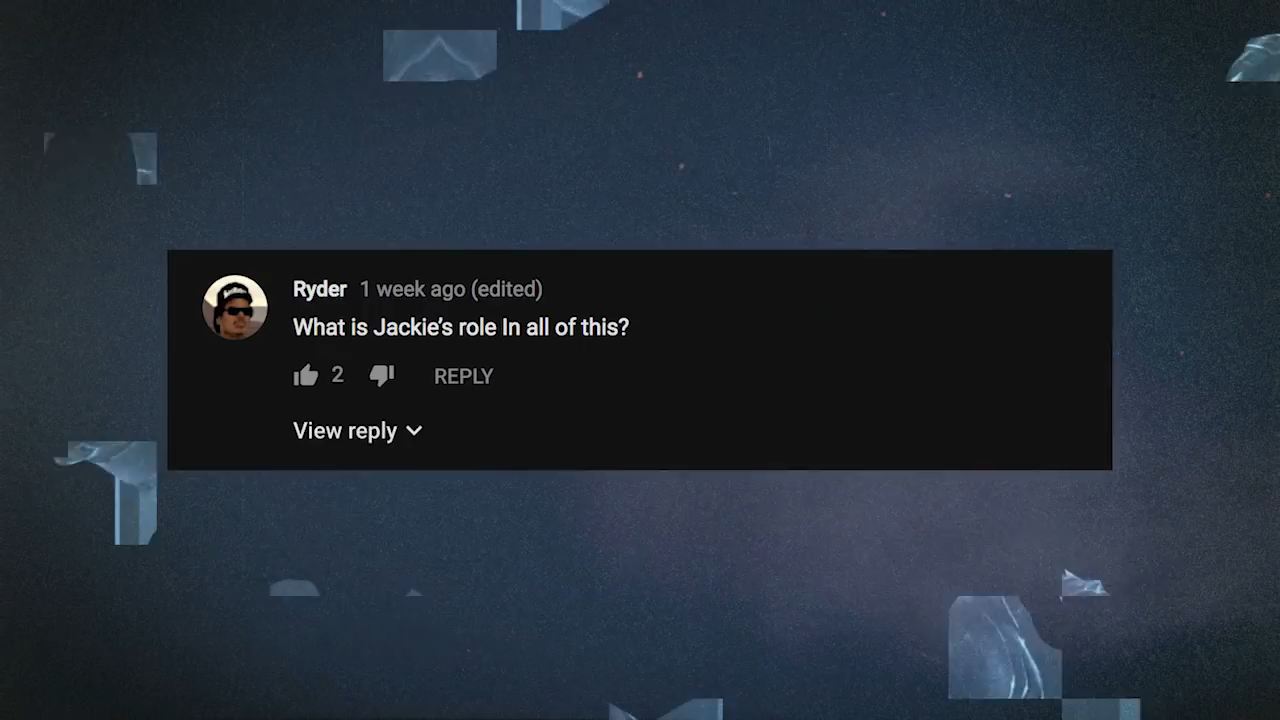 Ryder 1 week ago (edited)
What is Jackie’s role In all of this?
2 REPLY
View reply